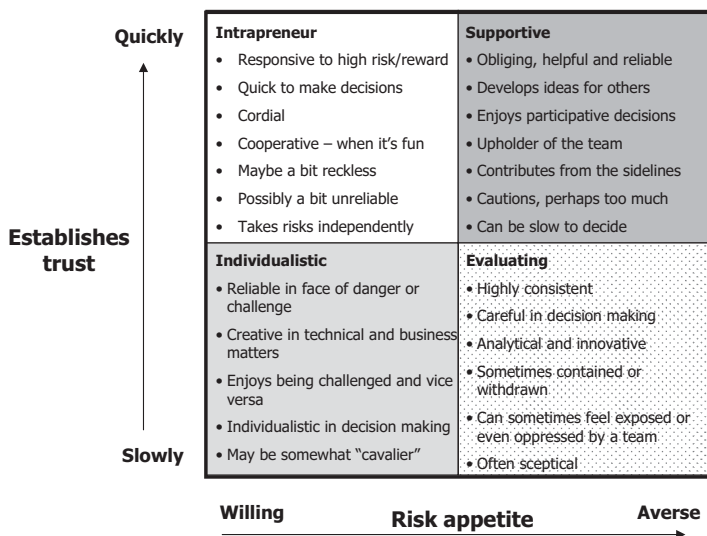 Quickly
Establishes
trust
Slowly
Intrapreneur
• Responsive to high risk/reward
• Quick to make decisions
• Cordial
• Cooperative – when it's fun
• Maybe a bit reckless
• Possibly a bit unreliable
• Takes risks independently
Supportive
• Obliging, helpful and reliable
• Develops ideas for others
• Enjoys participative decisions
• Upholder of the team
• Contributes from the sidelines
• Cautions, perhaps too much
• Can be slow to decide
Individualistic
• Reliable in face of danger or
challenge
• Creative in technical and business
matters
• Enjoys being challenged and vice
versa
• Individualistic in decision making
• May be somewhat “cavalier”
Evaluating
• Highly consistent
• Careful in decision making
• Analytical and innovative
• Sometimes contained or
withdrawn
• Can sometimes feel exposed or
even oppressed by a team
• Often sceptical
Willing
Risk appetite
Averse